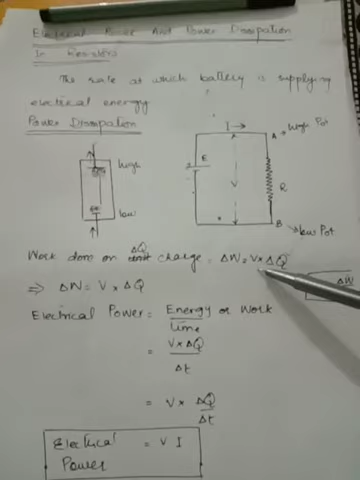 Electrical Power And Power Dissipation
In Resistors
The rate at which battery is supplying
electrical energy
Power Dissipation
I → A → high Pot
high
E
V
R
low
B → low Pot
Work done on ΔQ charge = ΔW = V × ΔQ
ΔW
⇒ ΔW = V × ΔQ
Electrical Power = Energy or Work
Time
= V × ΔQ
Δt
= V × ΔQ
Δt
Electrical = V I
Power